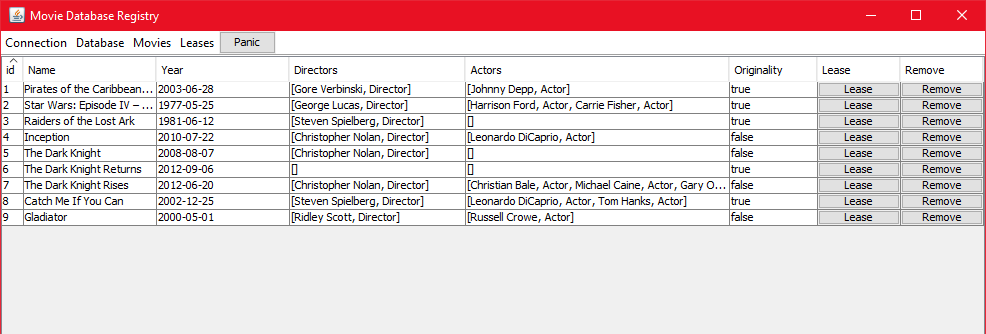 Movie Database Registry
Connection Database Movies Leases Panic
id Name Year Directors Actors Originality Lease Remove
1 Pirates of the Caribbean... 2003-06-28 [Gore Verbinski, Director] [Johnny Depp, Actor] true Lease Remove
2 Star Wars: Episode IV – ... 1977-05-25 [George Lucas, Director] [Harrison Ford, Actor, Carrie Fisher, Actor] true Lease Remove
3 Raiders of the Lost Ark 1981-06-12 [Steven Spielberg, Director] [] true Lease Remove
4 Inception 2010-07-22 [Christopher Nolan, Director] [Leonardo DiCaprio, Actor] false Lease Remove
5 The Dark Knight 2008-08-07 [Christopher Nolan, Director] [] false Lease Remove
6 The Dark Knight Returns 2012-09-06 [] [] true Lease Remove
7 The Dark Knight Rises 2012-06-20 [Christopher Nolan, Director] [Christian Bale, Actor, Michael Caine, Actor, Gary O... false Lease Remove
8 Catch Me If You Can 2002-12-25 [Steven Spielberg, Director] [Leonardo DiCaprio, Actor, Tom Hanks, Actor] true Lease Remove
9 Gladiator 2000-05-01 [Ridley Scott, Director] [Russell Crowe, Actor] false Lease Remove